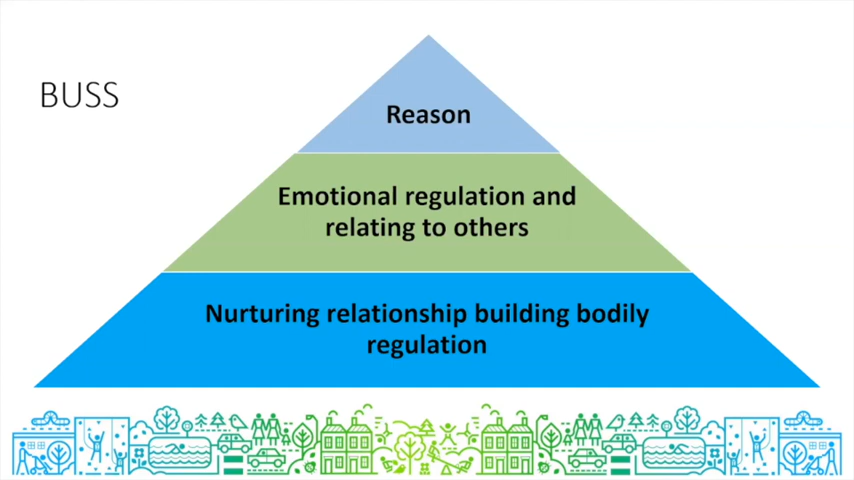 BUSS
Reason
Emotional regulation and
relating to others
Nurturing relationship building bodily
regulation